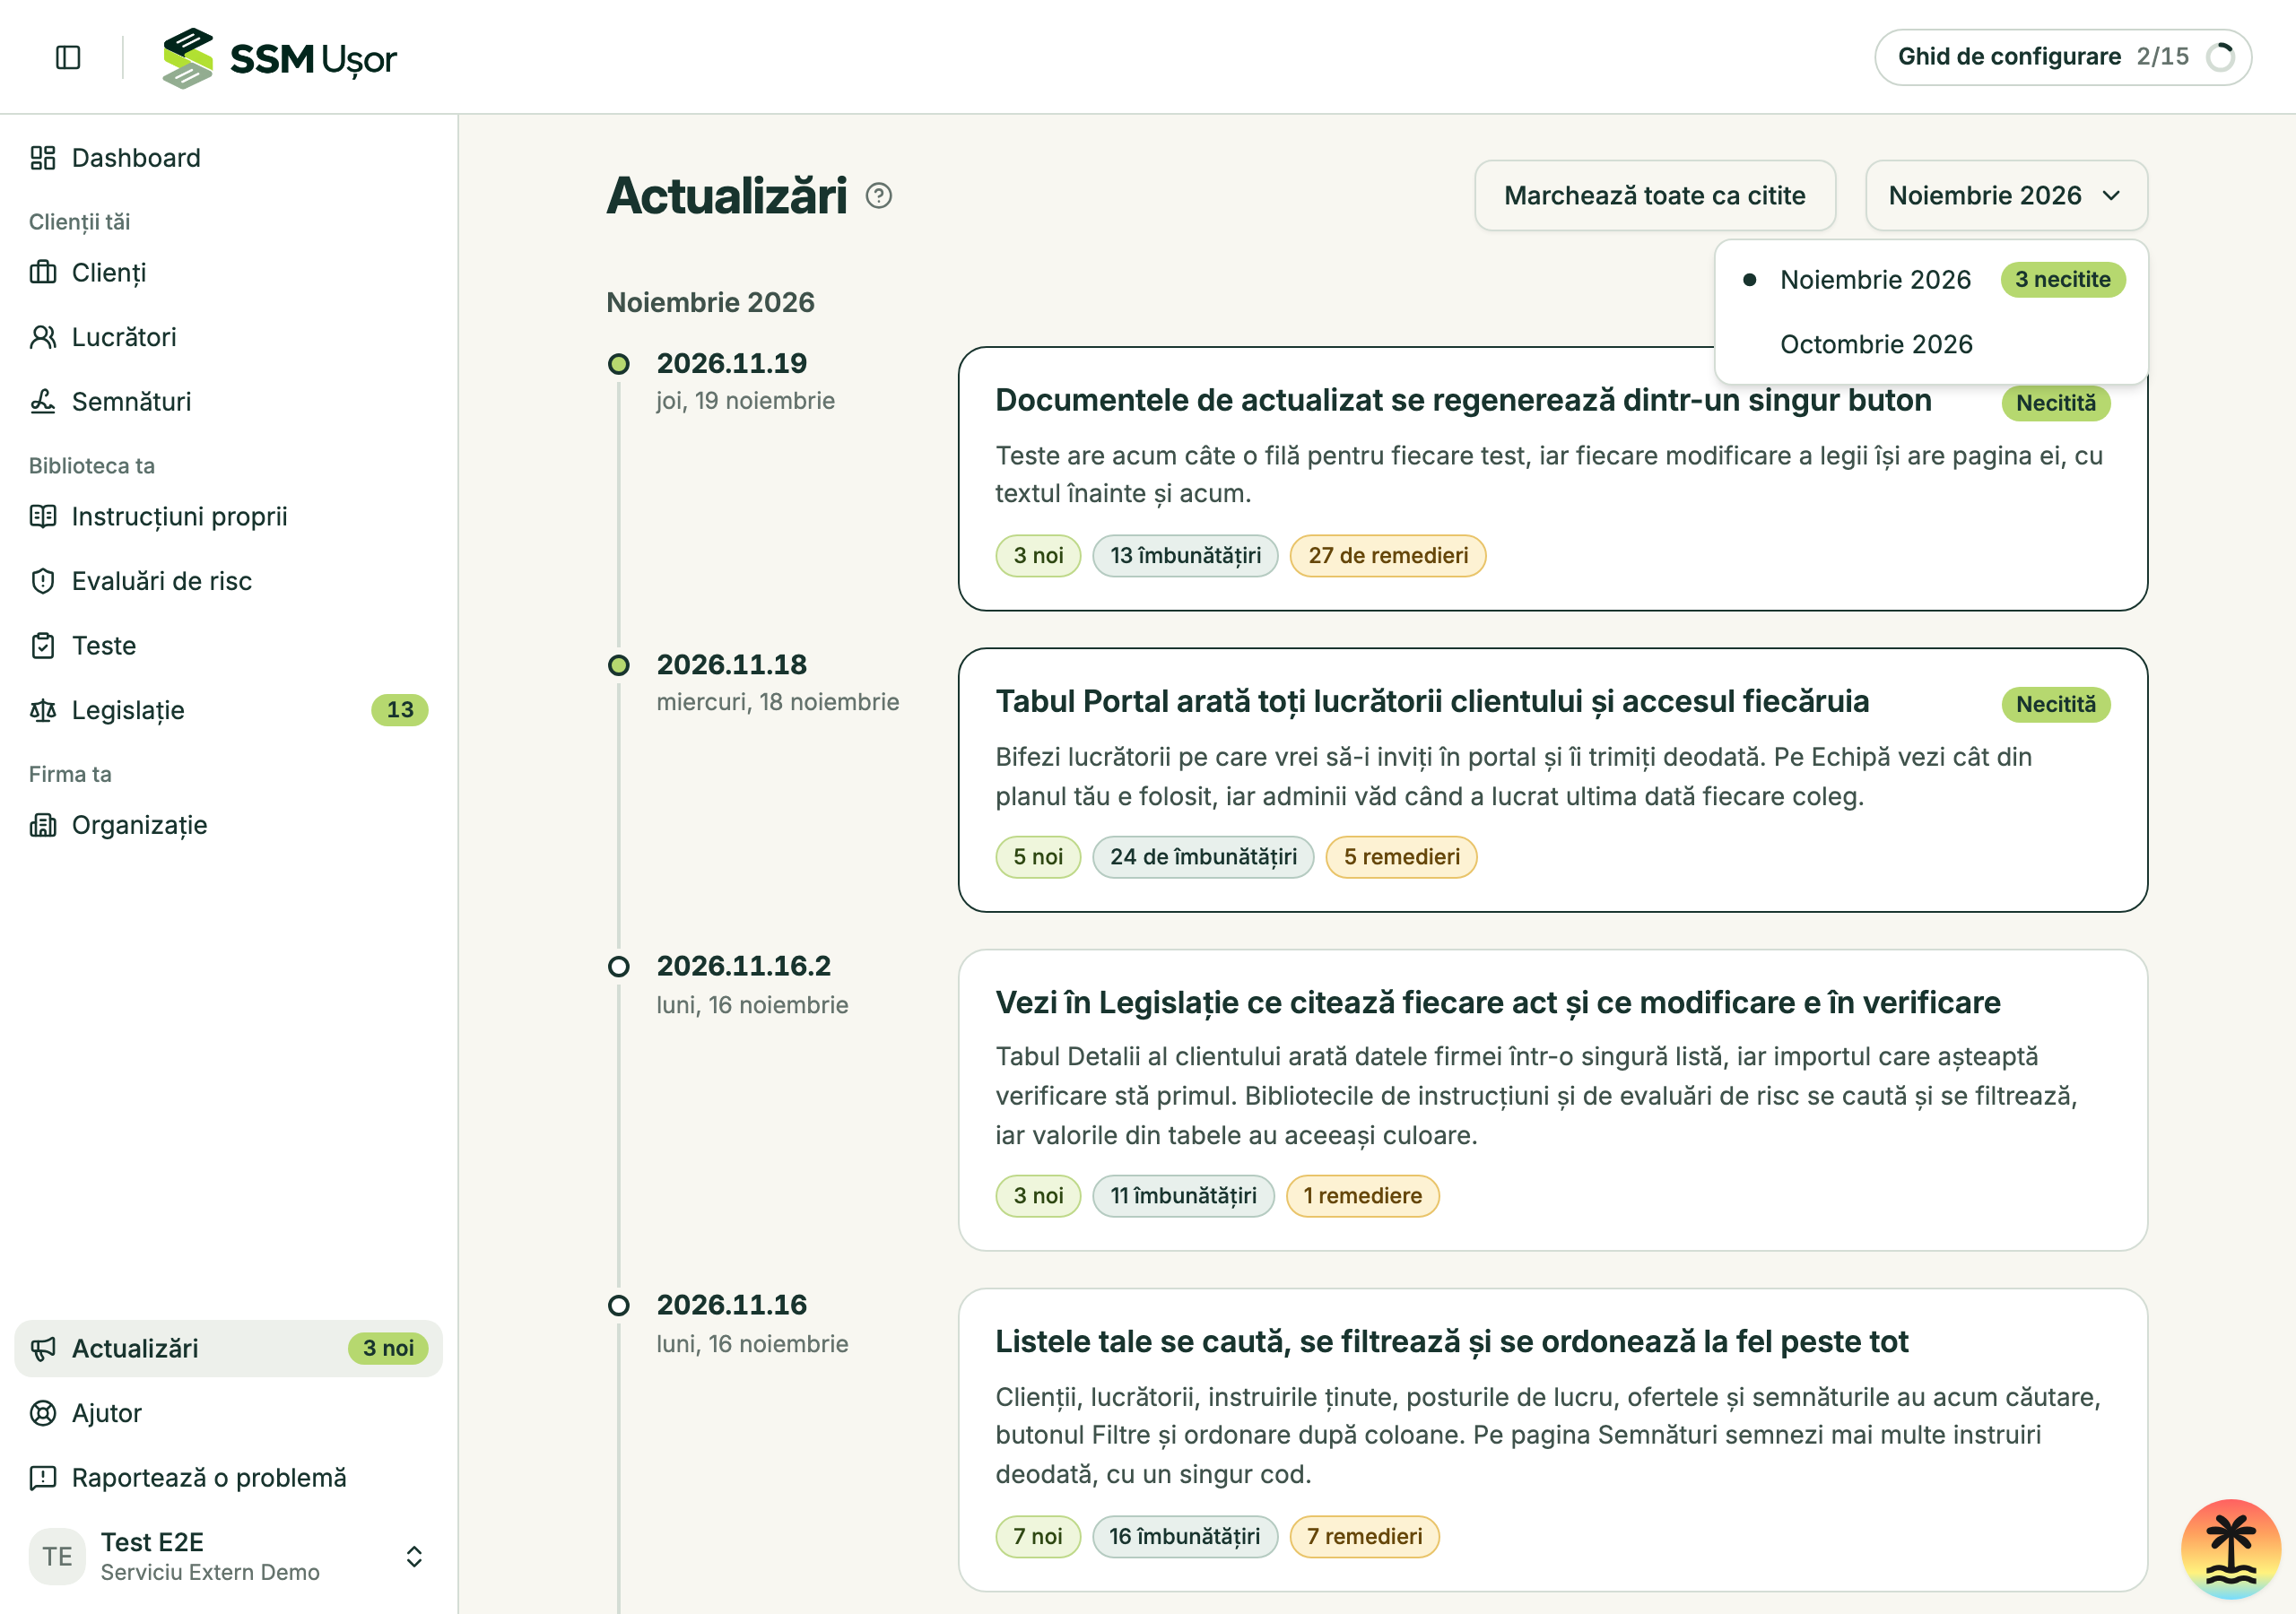 SSM Ușor
Ghid de configurare 2/15
Dashboard
Clienții tăi
Clienți
Lucrători
Semnături
Biblioteca ta
Instrucțiuni proprii
Evaluări de risc
Teste
Legislație 13
Firma ta
Organizație
Actualizări 3 noi
Ajutor
Raportează o problemă
TE
Test E2E
Serviciu Extern Demo
Actualizări
Marchează toate ca citite
Noiembrie 2026
Noiembrie 2026 3 necitite
Octombrie 2026
Noiembrie 2026
2026.11.19
joi, 19 noiembrie
Documentele de actualizat se regenerează dintr-un singur buton
Necitită
Teste are acum câte o filă pentru fiecare test, iar fiecare modificare a legii își are pagina ei, cu
textul înainte și acum.
3 noi 13 îmbunătățiri 27 de remedieri
2026.11.18
miercuri, 18 noiembrie
Tabul Portal arată toți lucrătorii clientului și accesul fiecăruia
Necitită
Bifezi lucrătorii pe care vrei să-i inviți în portal și îi trimiți deodată. Pe Echipă vezi cât din
planul tău e folosit, iar adminii văd când a lucrat ultima dată fiecare coleg.
5 noi 24 de îmbunătățiri 5 remedieri
2026.11.16.2
luni, 16 noiembrie
Vezi în Legislație ce citează fiecare act și ce modificare e în verificare
Tabul Detalii al clientului arată datele firmei într-o singură listă, iar importul care așteaptă
verificare stă primul. Bibliotecile de instrucțiuni și de evaluări de risc se caută și se filtrează,
iar valorile din tabele au aceeași culoare.
3 noi 11 îmbunătățiri 1 remediere
2026.11.16
luni, 16 noiembrie
Listele tale se caută, se filtrează și se ordonează la fel peste tot
Clienții, lucrătorii, instruirile ținute, posturile de lucru, ofertele și semnăturile au acum căutare,
butonul Filtre și ordonare după coloane. Pe pagina Semnături semnezi mai multe instruiri
deodată, cu un singur cod.
7 noi 16 îmbunătățiri 7 remedieri